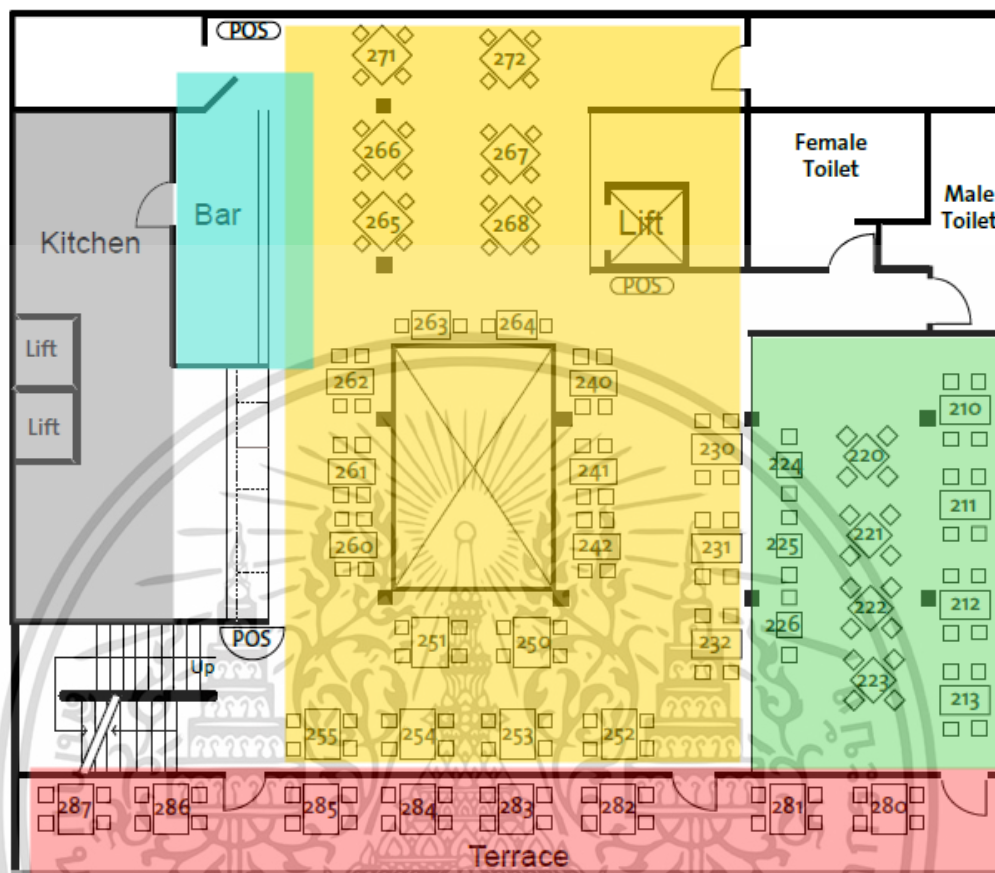 POS
271 272
266 267
Female
Toilet
Male
Toilet
Bar
265 268
Lift
Kitchen
POS
263 264
Lift
262 240
Lift
210
230
220
224
261 241
211
221
260 242 231 225
222 212
226
251 250 232
POS
Up
223 213
255 254 253 252
287 286 285 284 283 282 281 280
Terrace